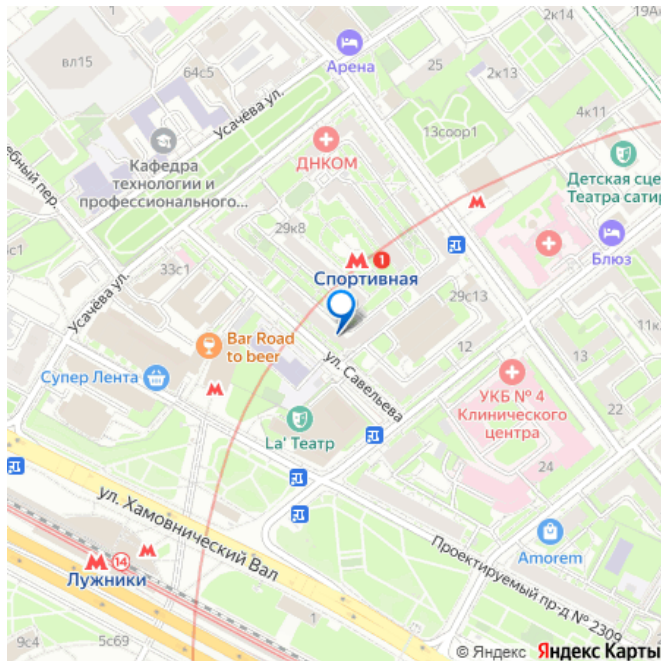 2к14
19А
вл15
64с5
Арена
25
2к13
Усачёва ул.
4к11
13соор1
ДНКОМ
Кафедра
технологии и
профессионального...
Детская сце
Театра сатир
ебный пер.
29к8
Блюз
6с1
33с1
1
Спортивная
29с13
11к
Усачёва ул.
Bar Road
to beer
12
13
ул. Савельева
Супер Лента
УКБ № 4
Клинического
центра
22
La' Театр
24
ул. Хамовнический Вал
Amorem
14
Лужники
Проектируемый пр-д № 2309
1
9с4
5с69
© Яндекс Яндекс Карты